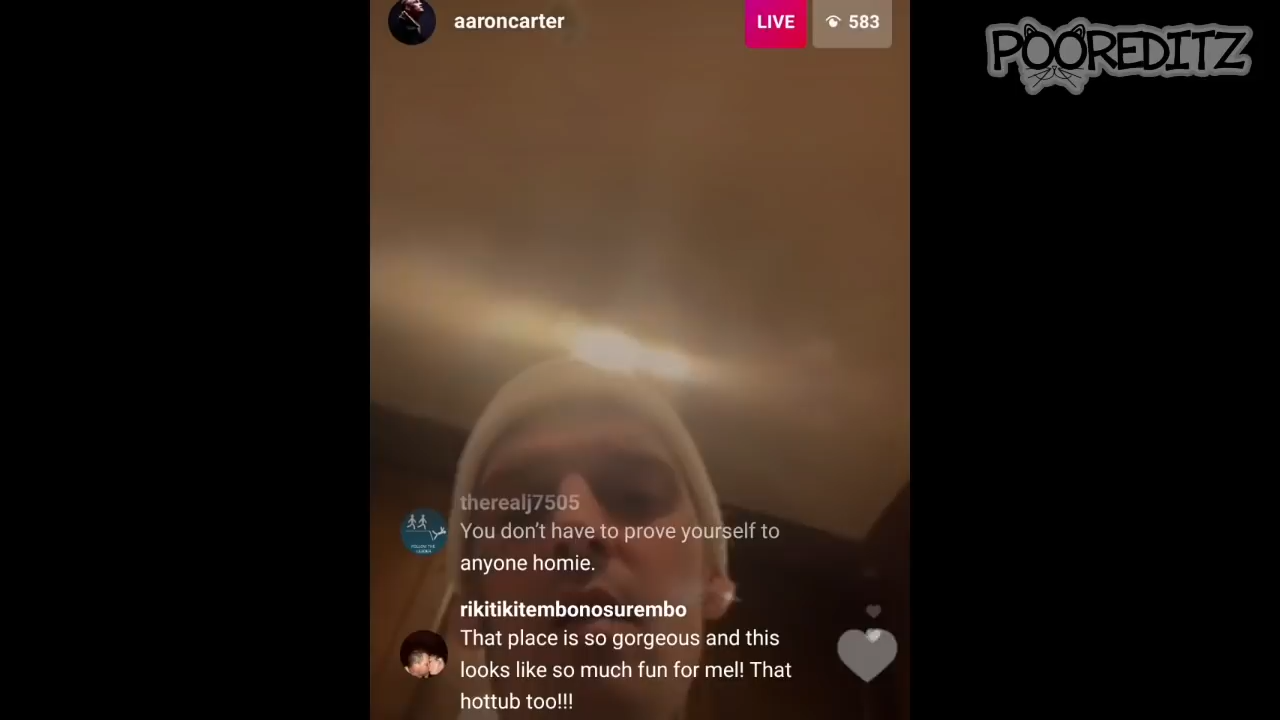 aaroncarter
LIVE
583
POOREDITZ
therealj7505
You don't have to prove yourself to
anyone homie.
rikitikitembonosurembo
That place is so gorgeous and this
looks like so much fun for mel! That
hottub too!!!